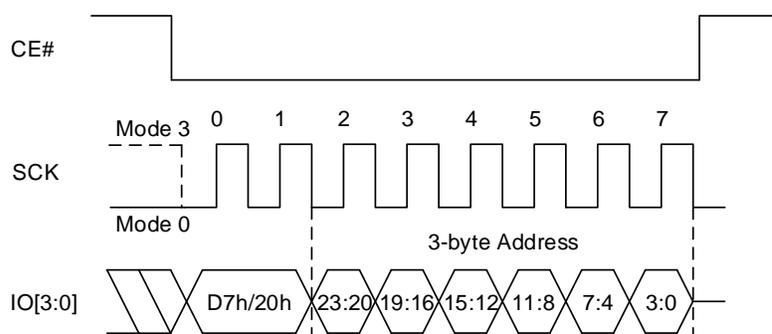 CE#
0 1 2 3 4 5 6 7
Mode 3
SCK
Mode 0
3-byte Address
IO[3:0] D7h/20h 23:20 19:16 15:12 11:8 7:4 3:0